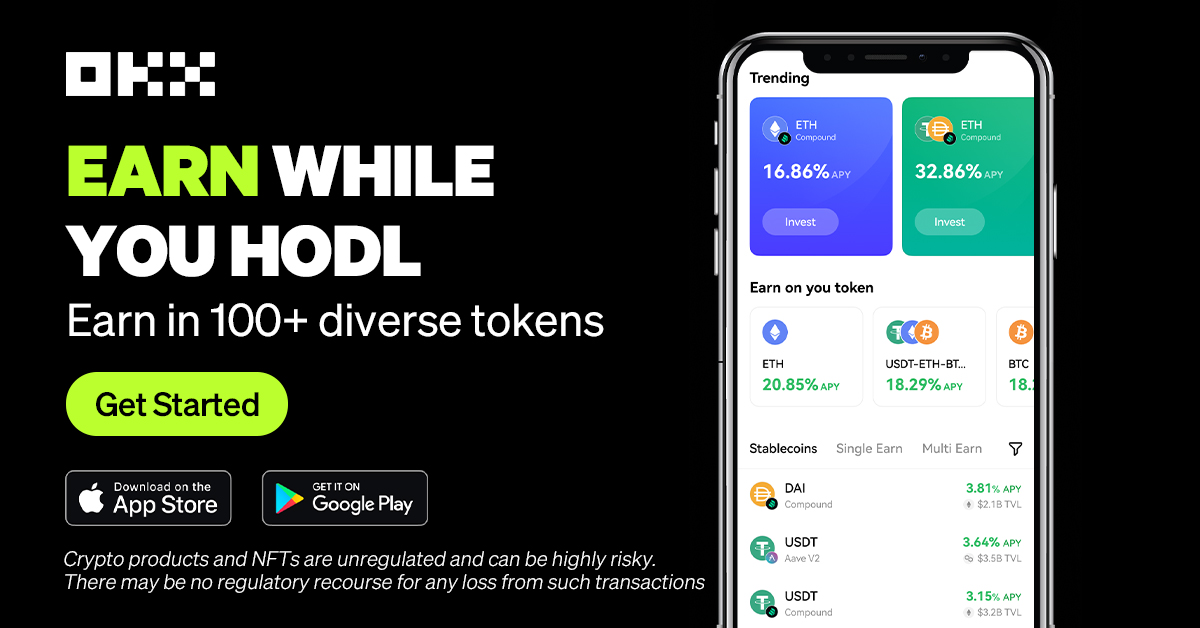 OKX
EARN WHILE
YOU HODL
Earn in 100+ diverse tokens
Get Started
Download on the
App Store
GET IT ON
Google Play
Crypto products and NFTs are unregulated and can be highly risky.
There may be no regulatory recourse for any loss from such transactions
Trending
ETH
Compound
16.86% APY
Invest
ETH
Compound
32.86% APY
Invest
Earn on you token
ETH
20.85% APY
USDT-ETH-BT...
18.29% APY
BTC
18.
Stablecoins Single Earn Multi Earn
DAI
Compound
3.81% APY
$2.1B TVL
USDT
Aave V2
3.64% APY
$3.5B TVL
USDT
Compound
3.15% APY
$3.2B TVL